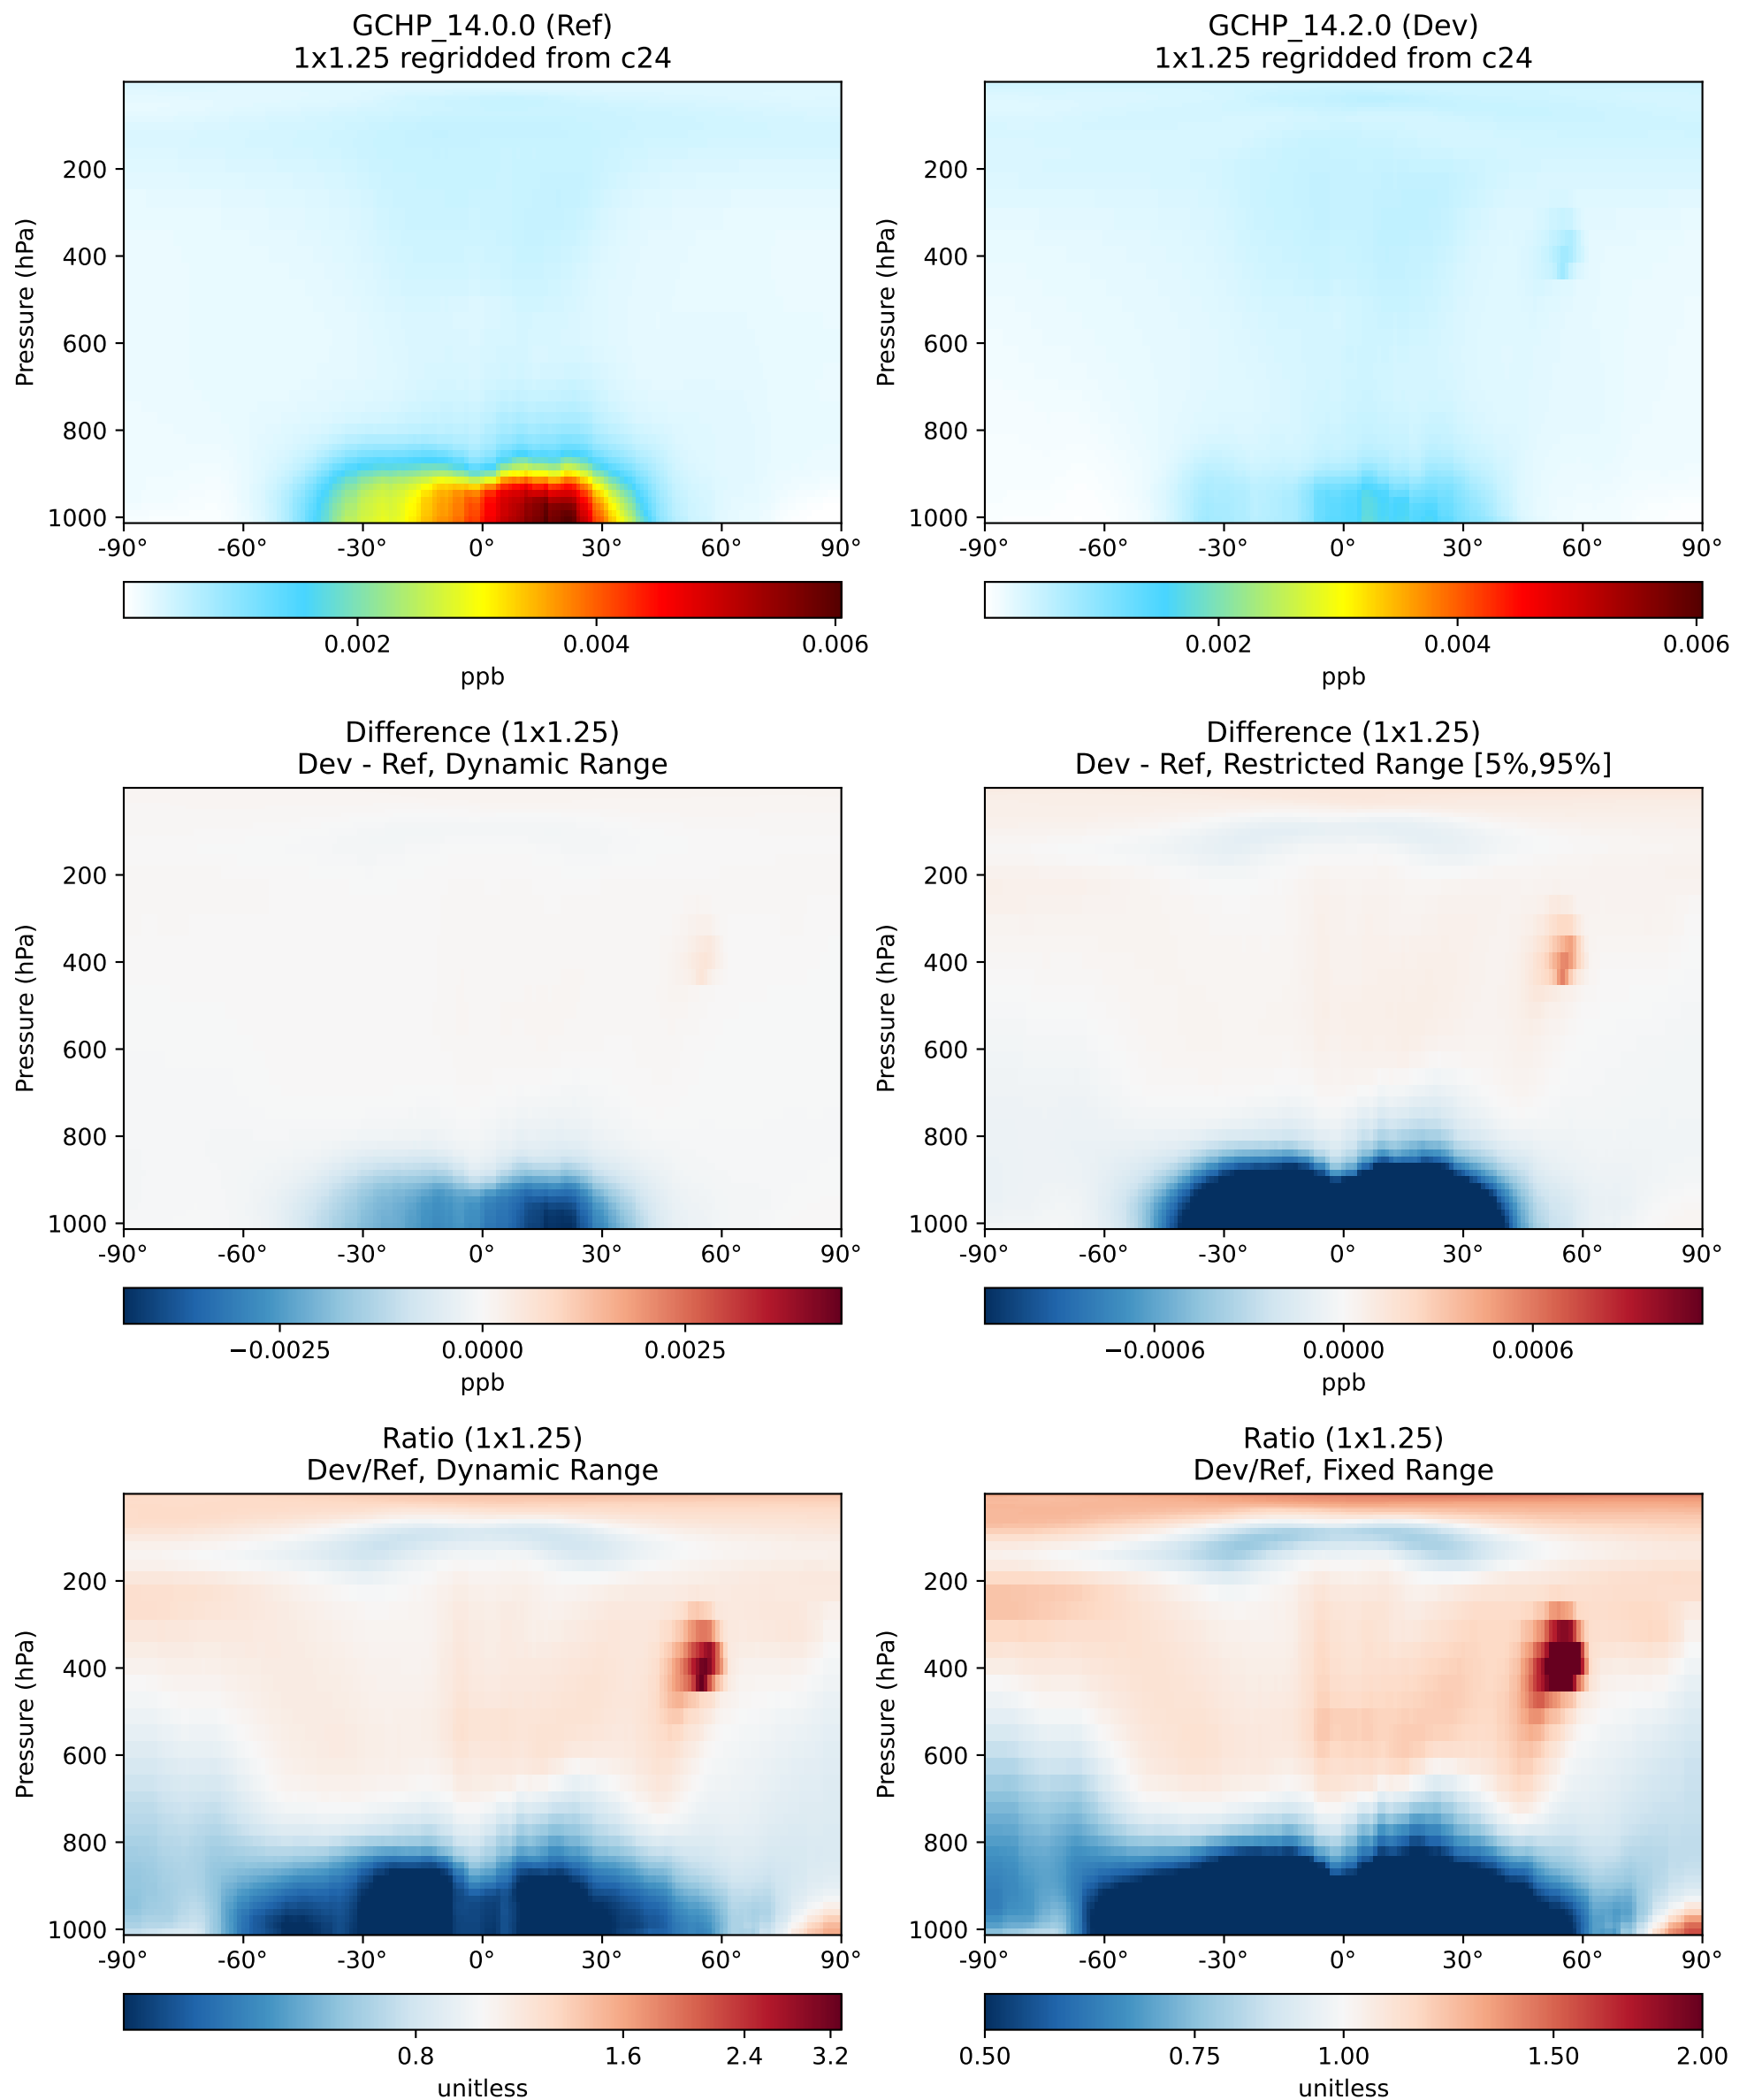 GCHP_14.0.0 (Ref)
1x1.25 regridded from c24
Pressure (hPa)
200
400
600
800
1000
-90° -60° -30° 0° 30° 60° 90°
0.002 0.004 0.006
ppb
GCHP_14.2.0 (Dev)
1x1.25 regridded from c24
Pressure (hPa)
200
400
600
800
1000
-90° -60° -30° 0° 30° 60° 90°
0.002 0.004 0.006
ppb
Difference (1x1.25)
Dev - Ref, Dynamic Range
Pressure (hPa)
200
400
600
800
1000
-90° -60° -30° 0° 30° 60° 90°
−0.0025 0.0000 0.0025
ppb
Difference (1x1.25)
Dev - Ref, Restricted Range [5%,95%]
Pressure (hPa)
200
400
600
800
1000
-90° -60° -30° 0° 30° 60° 90°
−0.0006 0.0000 0.0006
ppb
Ratio (1x1.25)
Dev/Ref, Dynamic Range
Pressure (hPa)
200
400
600
800
1000
-90° -60° -30° 0° 30° 60° 90°
0.8 1.6 2.4 3.2
unitless
Ratio (1x1.25)
Dev/Ref, Fixed Range
Pressure (hPa)
200
400
600
800
1000
-90° -60° -30° 0° 30° 60° 90°
0.50 0.75 1.00 1.50 2.00
unitless